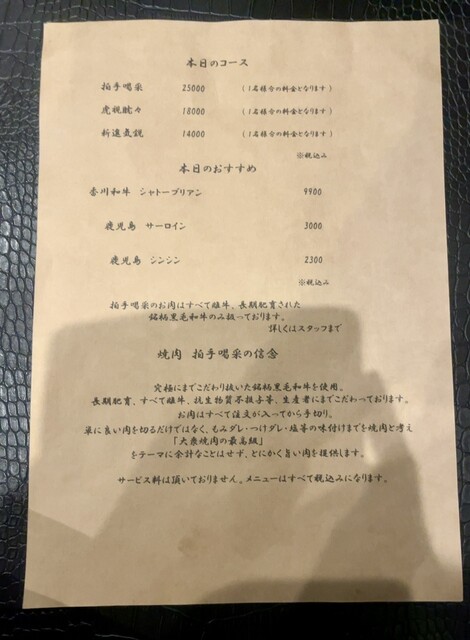 本日のコース
拍手喝采 25000 (1名様分の料金となります)
虎視眈々 18000 (1名様分の料金となります)
新進気鋭 14000 (1名様分の料金となります)
※税込み
本日のおすすめ
香川和牛 シャトーブリアン 9900
鹿児島 サーロイン 3000
鹿児島 シンシン 2300
※税込み
拍手喝采のお肉はすべて雌牛、長期肥育された
銘柄黒毛和牛のみ扱っております。
詳しくはスタッフまで
焼肉 拍手喝采の信念
究極にまでこだわり抜いた銘柄黒毛和牛を使用。
長期肥育、すべて雌牛、抗生物質不投与等、生産者にまでこだわっております。
お肉はすべて注文が入ってから手切り。
単に良い肉を切るだけではなく、もみダレ・つけダレ・塩等の味付けまでを焼肉と考え
「大衆焼肉の最高級」
をテーマに余計なことはせず、とにかく旨い肉を提供します。
サービス料は頂いておりません。メニューはすべて税込みになります。